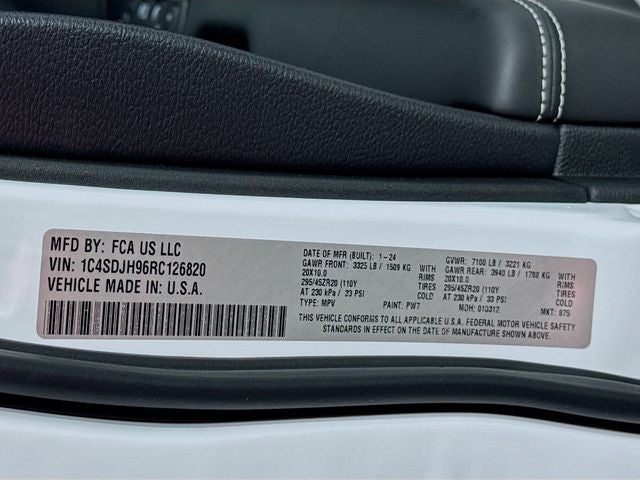 MFD BY: FCA US LLC
VIN: 1C4SDJH96RC126820
VEHICLE MADE IN: U.S.A.
DATE OF MFR (BUILT): 1-24 GVWR: 7100 LB / 3221 KG
GAWR FRONT: 3325 LB / 1509 KG WITH GAWR REAR: 3940 LB / 1788 KG WITH
20X10.0 RIMS 20X10.0 RIMS
295/45ZR20 (110Y TIRES 295/45ZR20 (110Y TIRES
AT 230 kPa / 33 PSI COLD AT 230 kPa / 33 PSI COLD
TYPE: MPV PAINT: PW7 MDH: 010312 MKT: 875
THIS VEHICLE CONFORMS TO ALL APPLICABLE U.S.A. FEDERAL MOTOR VEHICLE SAFETY
STANDARDS IN EFFECT ON THE DATE OF MANUFACTURE SHOWN ABOVE.